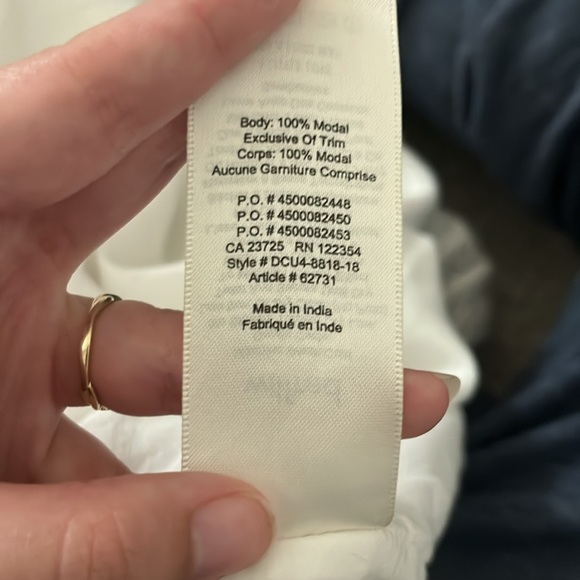 Body: 100% Modal
Exclusive Of Trim
Corps: 100% Modal
Aucune Garniture Comprise
P.O. # 4500082448
P.O. # 4500082450
P.O. # 4500082453
CA 23725 RN 122354
Style # DCU4-8818-18
Article # 62731
Made in India
Fabriqué en Inde